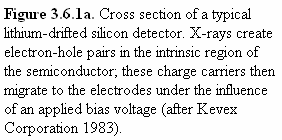 Figure 3.6.1a. Cross section of a typical
lithium-drifted silicon detector. X-rays create
electron-hole pairs in the intrinsic region of
the semiconductor; these charge carriers then
migrate to the electrodes under the influence
of an applied bias voltage (after Kevex
Corporation 1983).